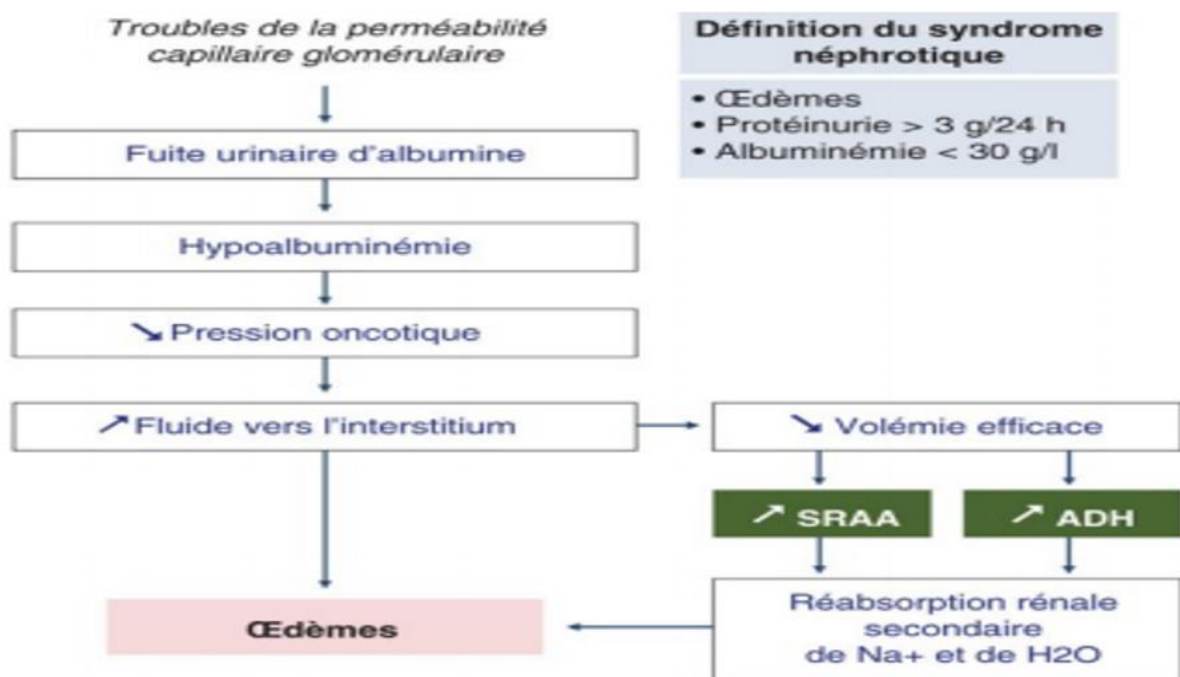 Troubles de la perméabilité
capillaire glomérulaire
Définition du syndrome
néphrotique
• Œdèmes
• Protéinurie > 3 g/24 h
• Albuminémie < 30 g/l
Fuite urinaire d'albumine
Hypoalbuminémie
↘ Pression oncotique
↗ Fluide vers l'interstitium
↘ Volémie efficace
↗ SRAA
↗ ADH
Réabsorption rénale
secondaire
de Na+ et de H2O
Œdèmes